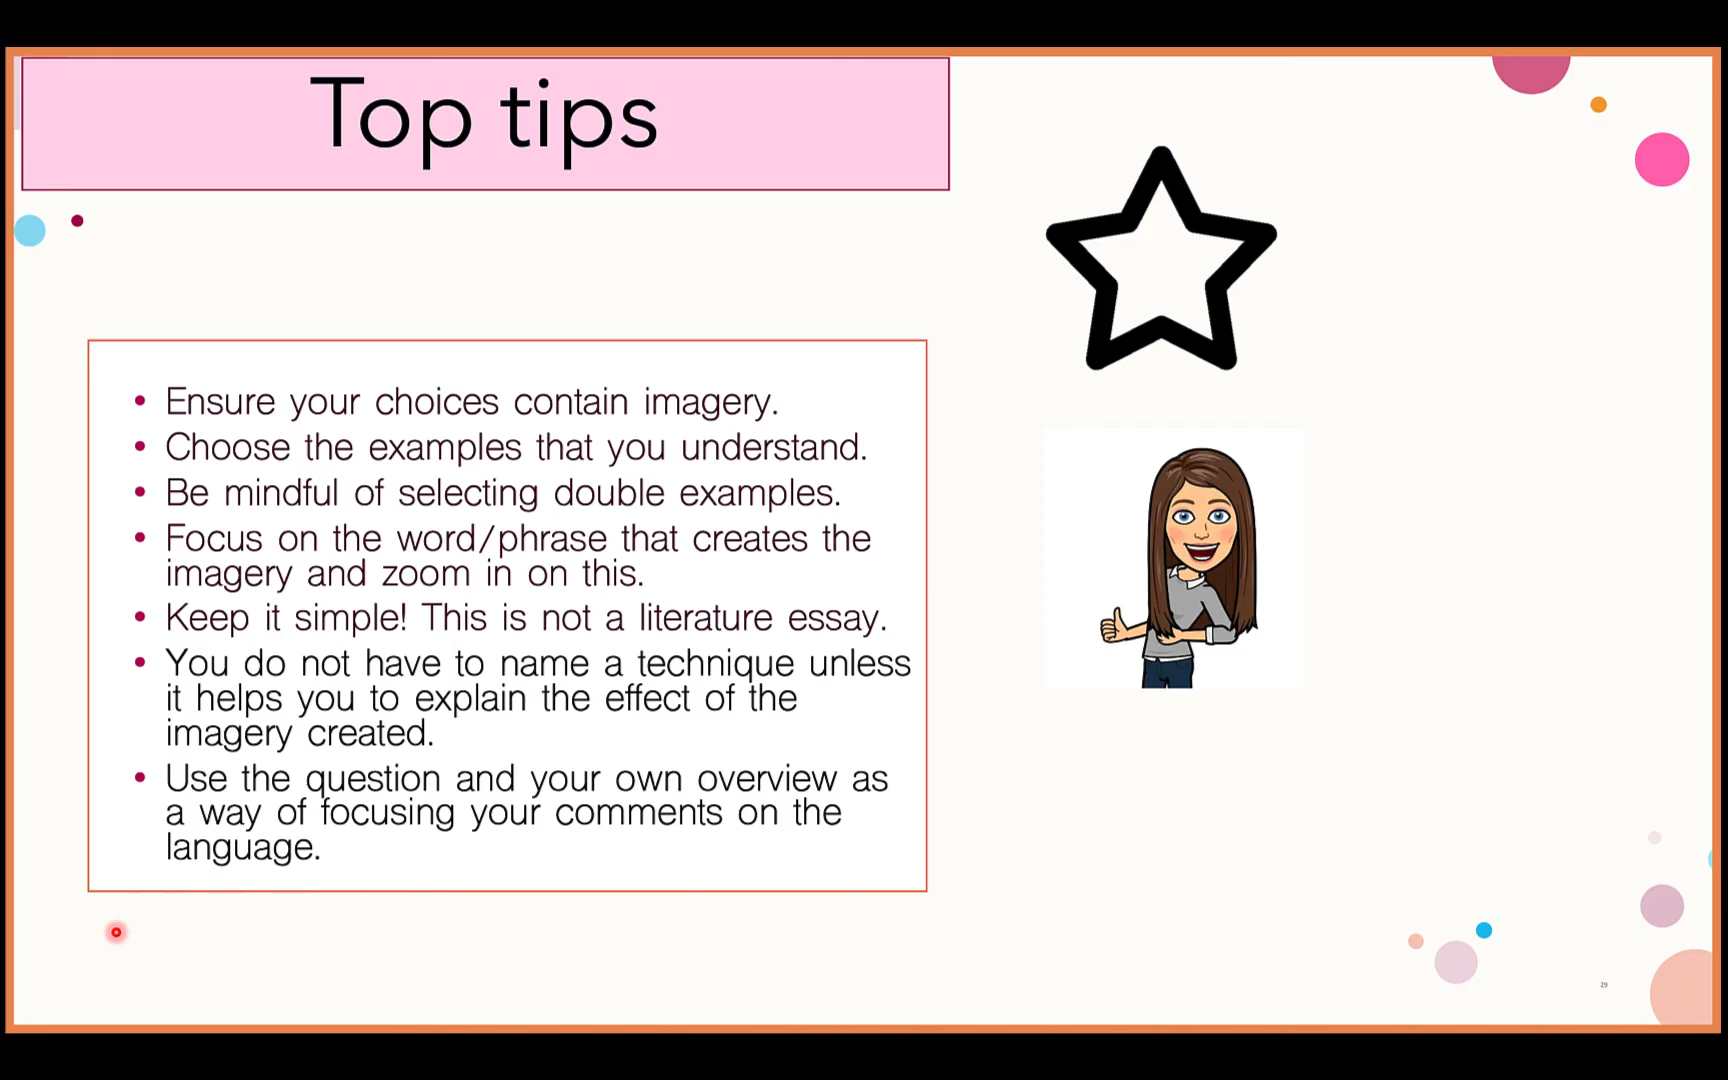 Top tips
• Ensure your choices contain imagery.
• Choose the examples that you understand.
• Be mindful of selecting double examples.
• Focus on the word/phrase that creates the
imagery and zoom in on this.
• Keep it simple! This is not a literature essay.
• You do not have to name a technique unless
it helps you to explain the effect of the
imagery created.
• Use the question and your own overview as
a way of focusing your comments on the
language.
29